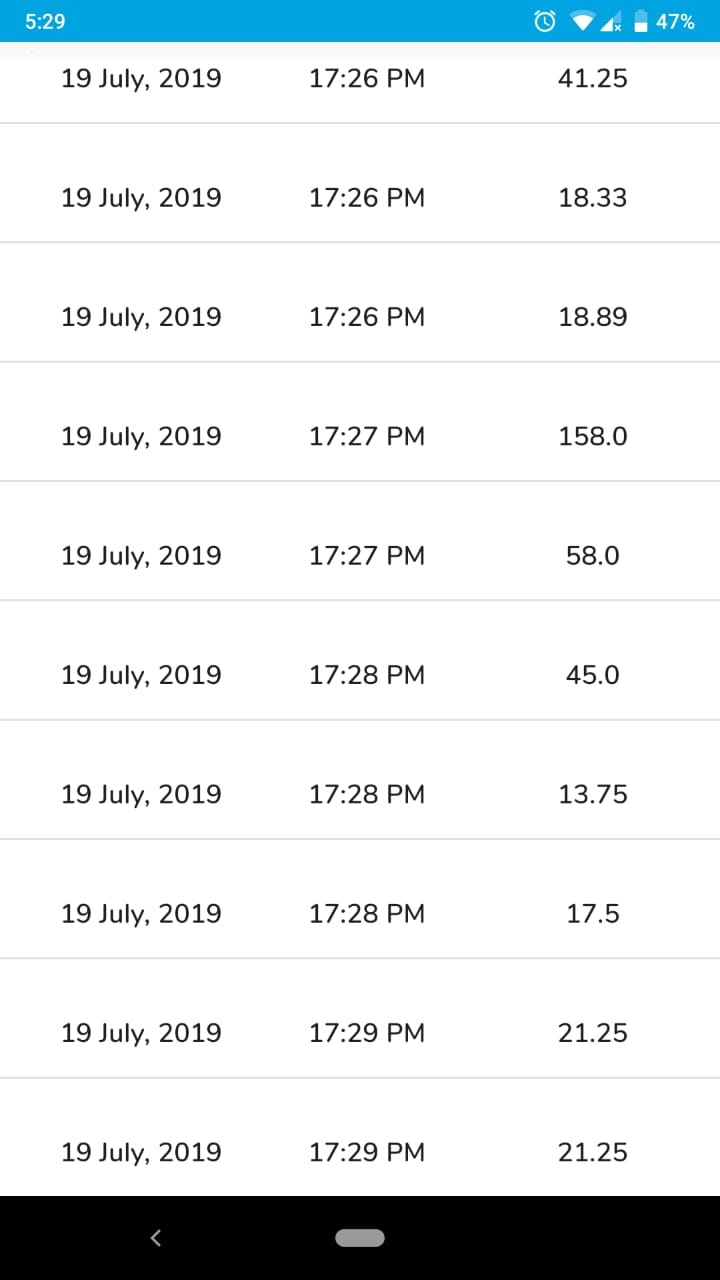 5:29 47%
19 July, 2019 17:26 PM 41.25
19 July, 2019 17:26 PM 18.33
19 July, 2019 17:26 PM 18.89
19 July, 2019 17:27 PM 158.0
19 July, 2019 17:27 PM 58.0
19 July, 2019 17:28 PM 45.0
19 July, 2019 17:28 PM 13.75
19 July, 2019 17:28 PM 17.5
19 July, 2019 17:29 PM 21.25
19 July, 2019 17:29 PM 21.25